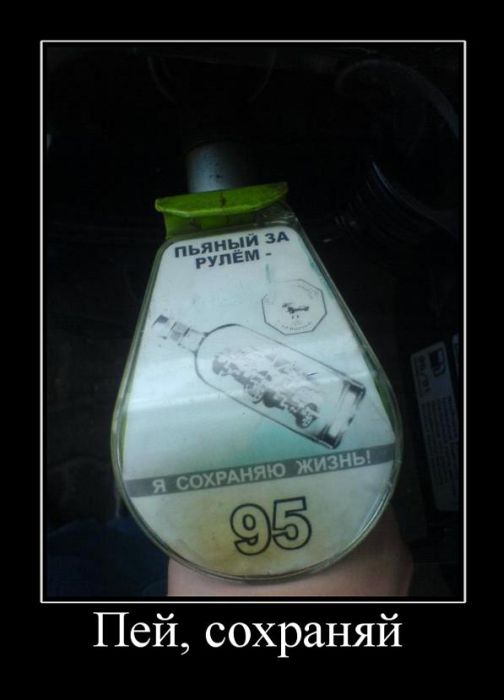 ПЬЯНЫЙ ЗА
РУЛЁМ -
Я СОХРАНЯЮ ЖИЗНЬ!
95
Пей, сохраняй